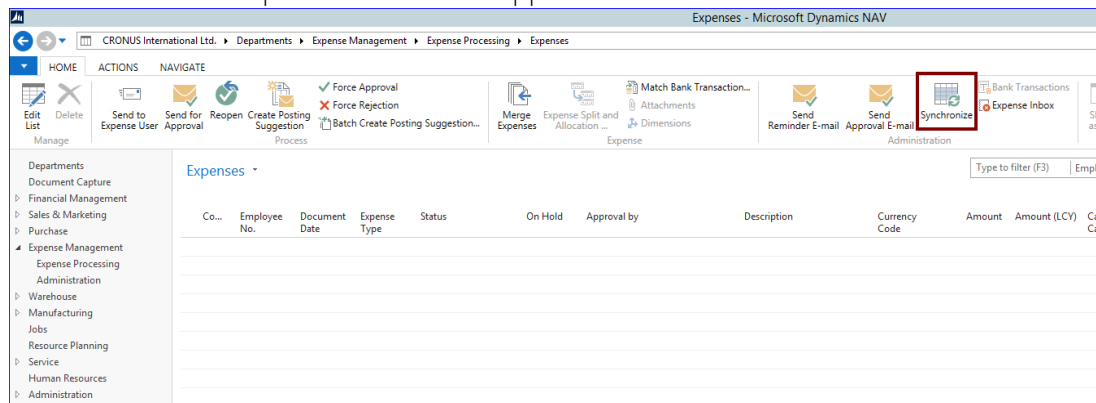 Expenses - Microsoft Dynamics NAV
CRONUS International Ltd. Departments Expense Management Expense Processing Expenses
HOME ACTIONS NAVIGATE
Edit List
Delete
Manage
Send to Expense User
Send for Approval
Reopen
Create Posting Suggestion
Force Approval
Force Rejection
Batch Create Posting Suggestion...
Process
Merge Expenses
Expense Split and Allocation ...
Match Bank Transaction...
Attachments
Dimensions
Expense
Send Reminder E-mail
Send Approval E-mail
Synchronize
Bank Transactions
Expense Inbox
Administration
Departments
Document Capture
Financial Management
Sales & Marketing
Purchase
Expense Management
Expense Processing
Administration
Warehouse
Manufacturing
Jobs
Resource Planning
Service
Human Resources
Administration
Expenses
Type to filter (F3)
Co... Employee No. Document Date Expense Type Status On Hold Approval by Description Currency Code Amount Amount (LCY)